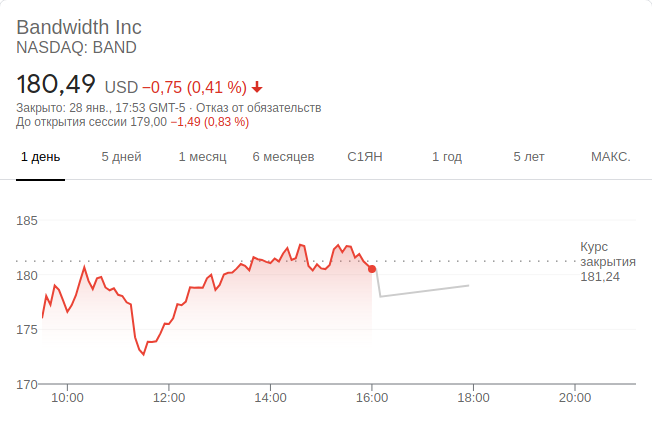 Bandwidth Inc
NASDAQ: BAND
180,49 USD −0,75 (0,41 %)
Закрыто: 28 янв., 17:53 GMT-5 · Отказ от обязательств
До открытия сессии 179,00 −1,49 (0,83 %)
1 день 5 дней 1 месяц 6 месяцев С1ЯН 1 год 5 лет МАКС.
185
180
175
170
Курс
закрытия
181,24
10:00 12:00 14:00 16:00 18:00 20:00